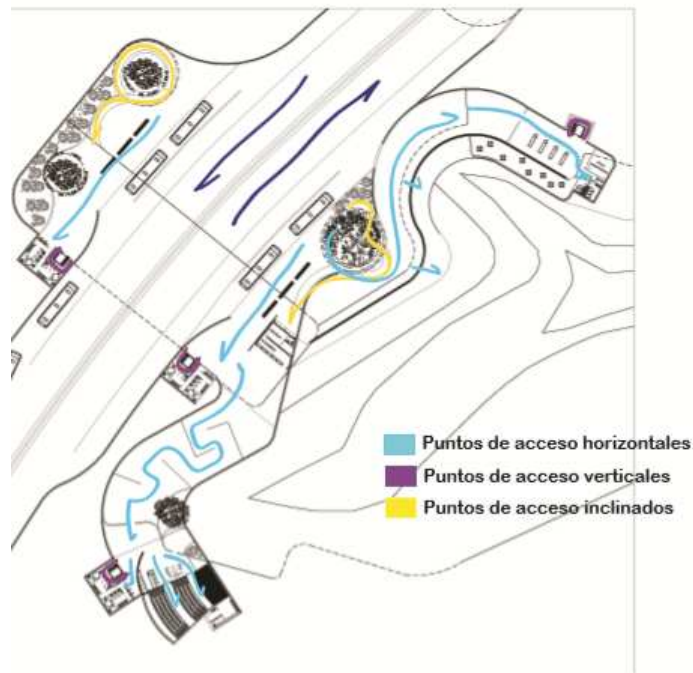 Puntos de acceso horizontales
Puntos de acceso verticales
Puntos de acceso inclinados